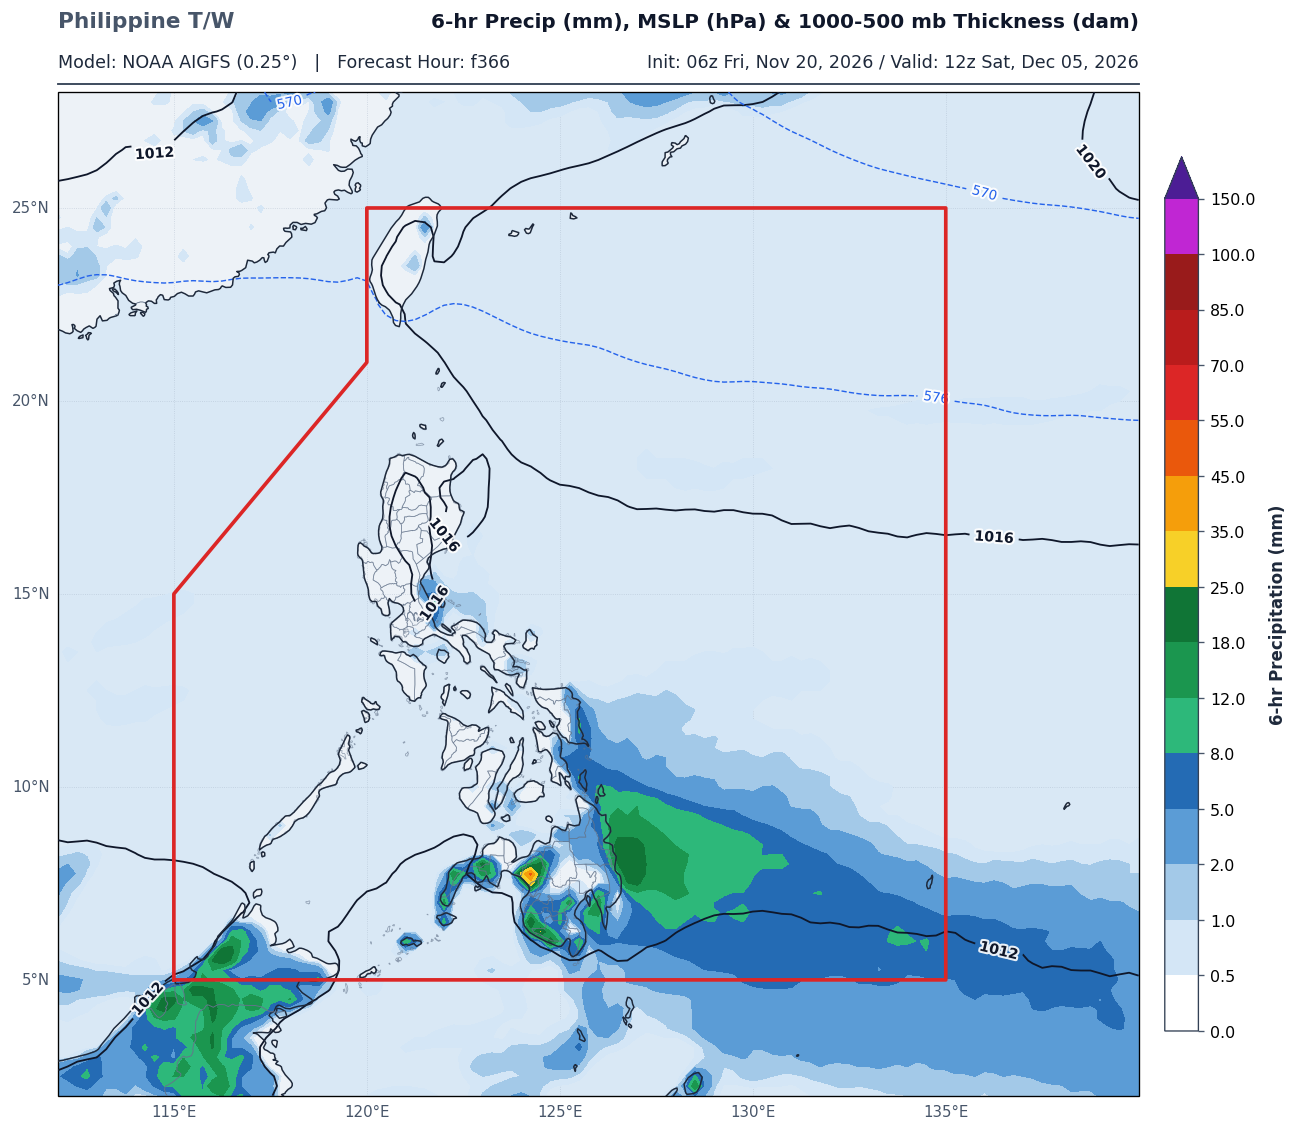 Philippine T/W
6-hr Precip (mm), MSLP (hPa) & 1000-500 mb Thickness (dam)
Model: NOAA AIGFS (0.25°) | Forecast Hour: f366
Init: 06z Fri, Nov 20, 2026 / Valid: 12z Sat, Dec 05, 2026
570
1012
1020
570
576
1016
1016
1016
1012
1012
25°N
20°N
15°N
10°N
5°N
115°E
120°E
125°E
130°E
135°E
150.0
100.0
85.0
70.0
55.0
45.0
35.0
25.0
18.0
12.0
8.0
5.0
2.0
1.0
0.5
0.0
6-hr Precipitation (mm)